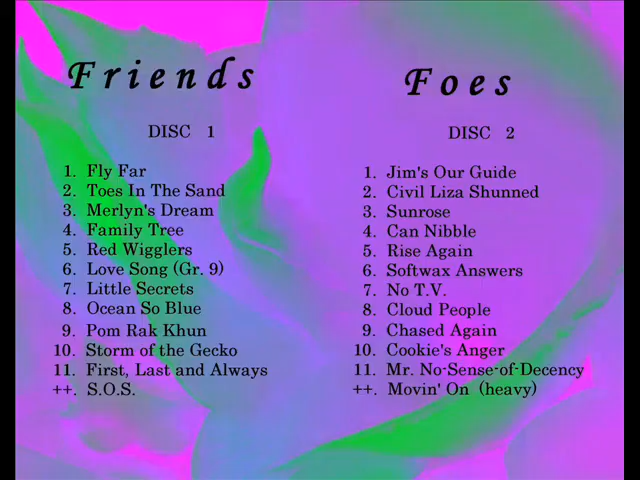 Friends
DISC 1
1. Fly Far
2. Toes In The Sand
3. Merlyn's Dream
4. Family Tree
5. Red Wigglers
6. Love Song (Gr. 9)
7. Little Secrets
8. Ocean So Blue
9. Pom Rak Khun
10. Storm of the Gecko
11. First, Last and Always
++. S.O.S.
Foes
DISC 2
1. Jim's Our Guide
2. Civil Liza Shunned
3. Sunrose
4. Can Nibble
5. Rise Again
6. Softwax Answers
7. No T.V.
8. Cloud People
9. Chased Again
10. Cookie's Anger
11. Mr. No-Sense-of-Decency
++. Movin' On (heavy)